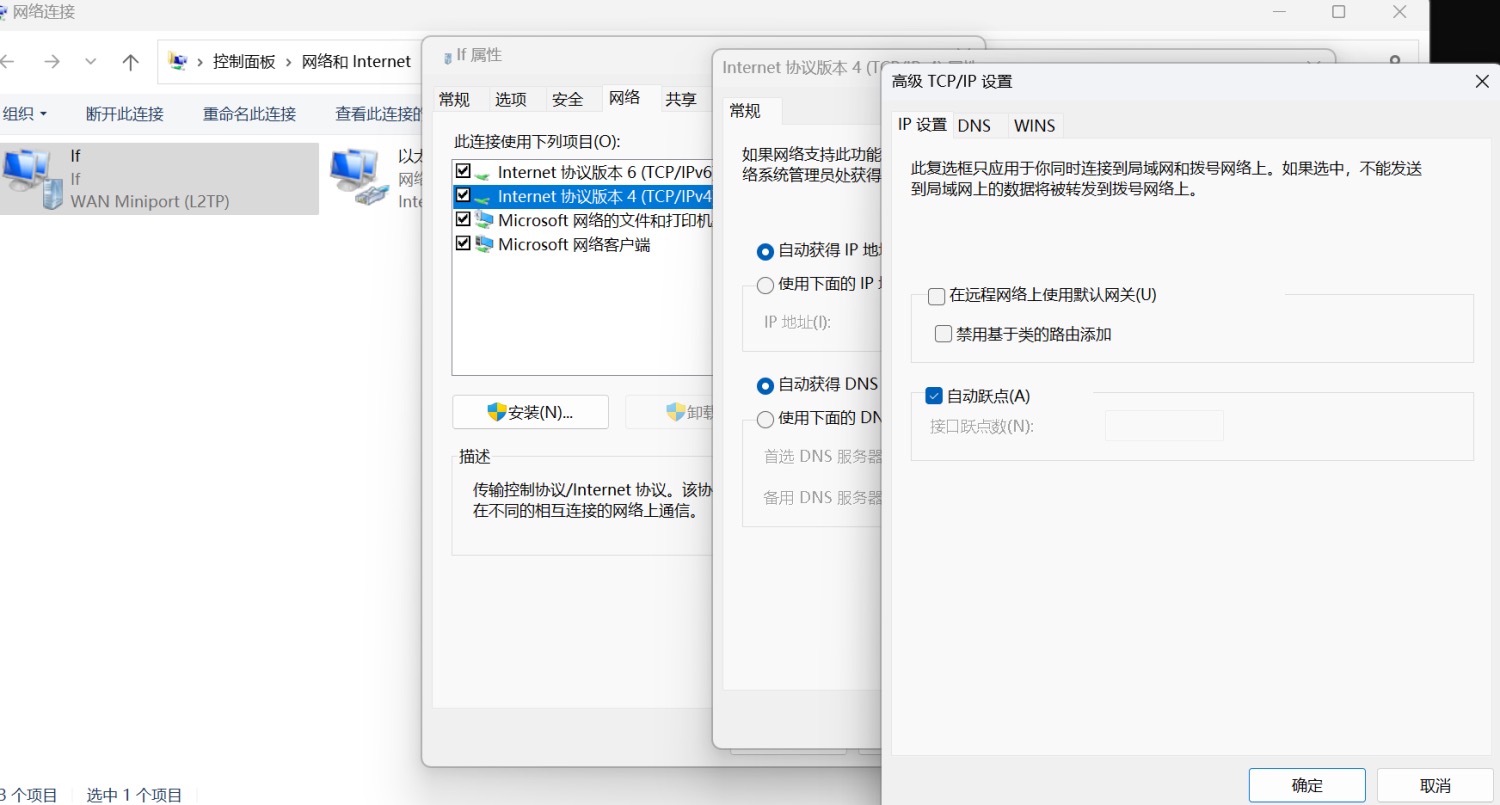 网络连接
控制面板 › 网络和 Internet
组织
断开此连接
重命名此连接
查看此连接的
If
If
WAN Miniport (L2TP)
以太
网络
If 属性
常规
选项
安全
网络
共享
此连接使用下列项目(O):
Internet 协议版本 6 (TCP/IPv6
Internet 协议版本 4 (TCP/IPv4
Microsoft 网络的文件和打印机
Microsoft 网络客户端
安装(N)...
卸载
描述
传输控制协议/Internet 协议。该协
在不同的相互连接的网络上通信。
Internet 协议版本 4 (TCP/IPv4) 属性
常规
如果网络支持此功能
络系统管理员处获得
自动获得 IP 地
使用下面的 IP
IP 地址(I):
自动获得 DNS
使用下面的 DN
首选 DNS 服务器
备用 DNS 服务器
高级 TCP/IP 设置
IP 设置
DNS
WINS
此复选框只应用于你同时连接到局域网和拨号网络上。如果选中，不能发送
到局域网上的数据将被转发到拨号网络上。
在远程网络上使用默认网关(U)
禁用基于类的路由添加
自动跃点(A)
接口跃点数(N):
确定
取消
3 个项目
选中 1 个项目